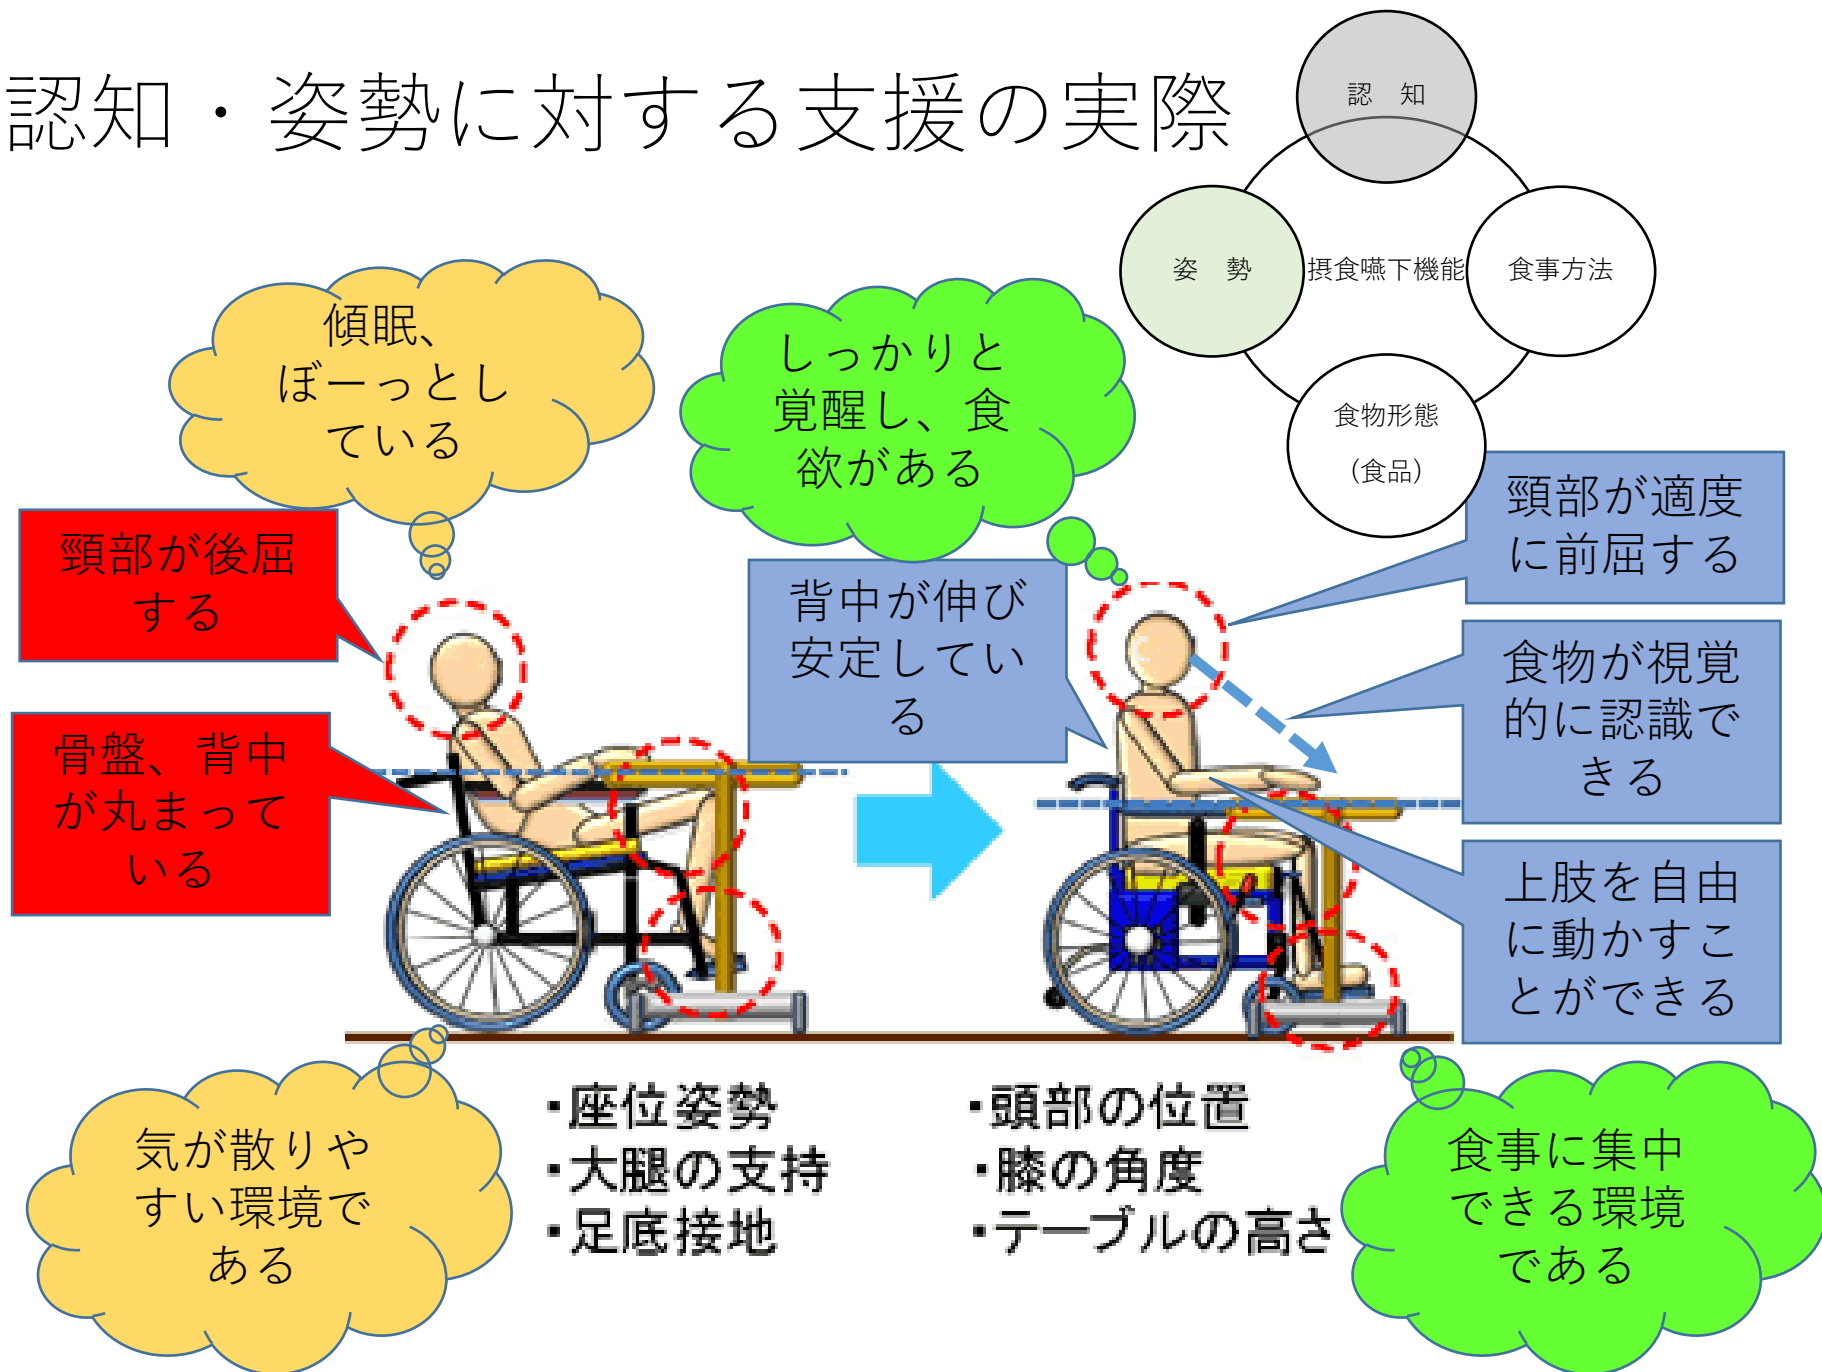 認知・姿勢に対する支援の実際
認　知
姿　勢
摂食嚥下機能
食事方法
食物形態
(食品)
傾眠、
ぼーっとし
ている
しっかりと
覚醒し、食
欲がある
頸部が後屈
する
骨盤、背中
が丸まって
いる
背中が伸び
安定してい
る
頸部が適度
に前屈する
食物が視覚
的に認識で
きる
上肢を自由
に動かすこ
とができる
気が散りや
すい環境で
ある
・座位姿勢
・大腿の支持
・足底接地
・頭部の位置
・膝の角度
・テーブルの高さ
食事に集中
できる環境
である